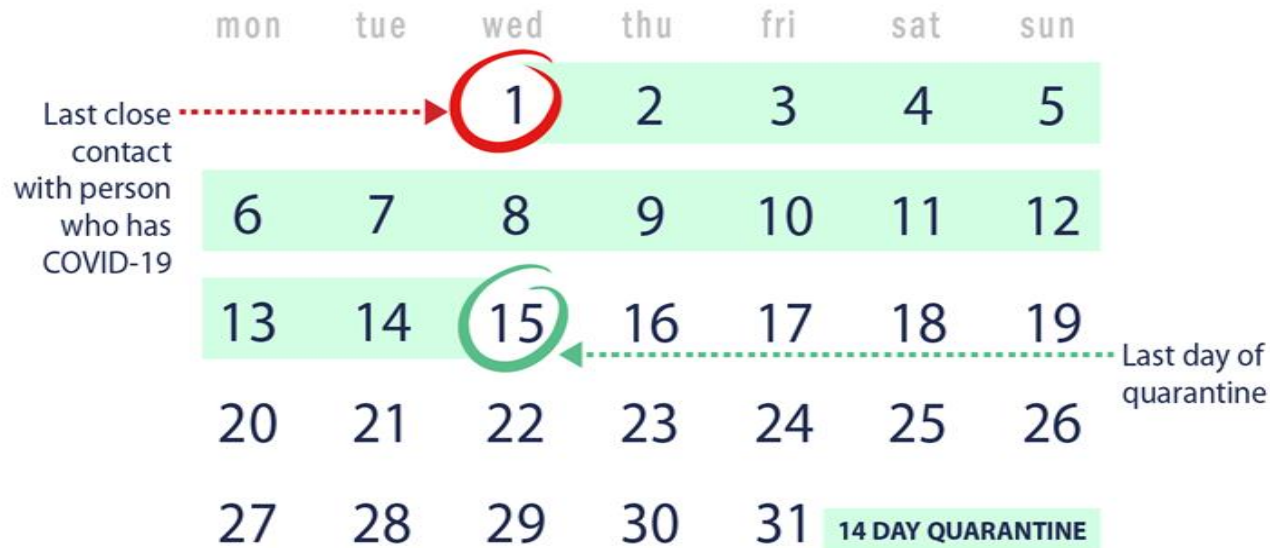 mon tue wed thu fri sat sun
1 2 3 4 5
Last close
contact
with person
who has
COVID-19
6 7 8 9 10 11 12
13 14 15 16 17 18 19
Last day of
quarantine
20 21 22 23 24 25 26
27 28 29 30 31 14 DAY QUARANTINE